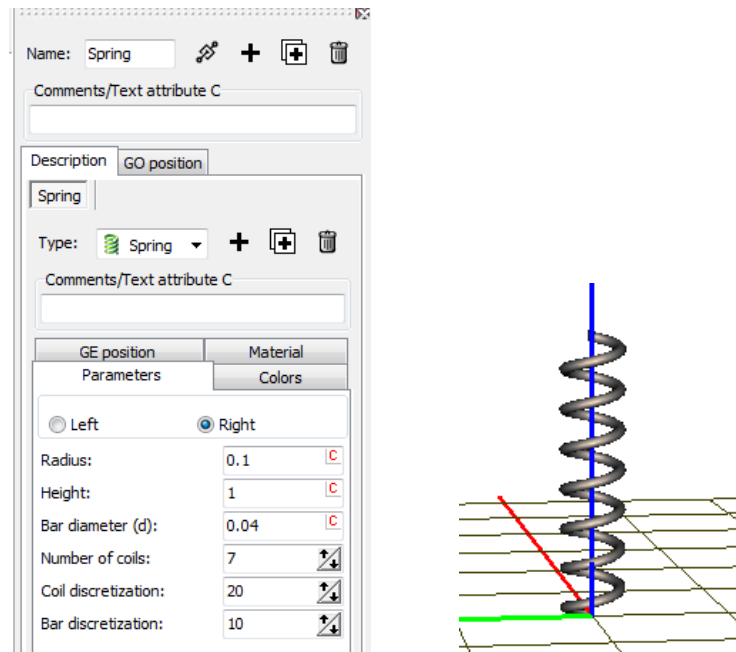 Name: Spring
Comments/Text attribute C
Description GO position
Spring
Type: Spring
Comments/Text attribute C
GE position Material
Parameters Colors
Left Right
Radius: 0.1 C
Height: 1 C
Bar diameter (d): 0.04 C
Number of coils: 7
Coil discretization: 20
Bar discretization: 10